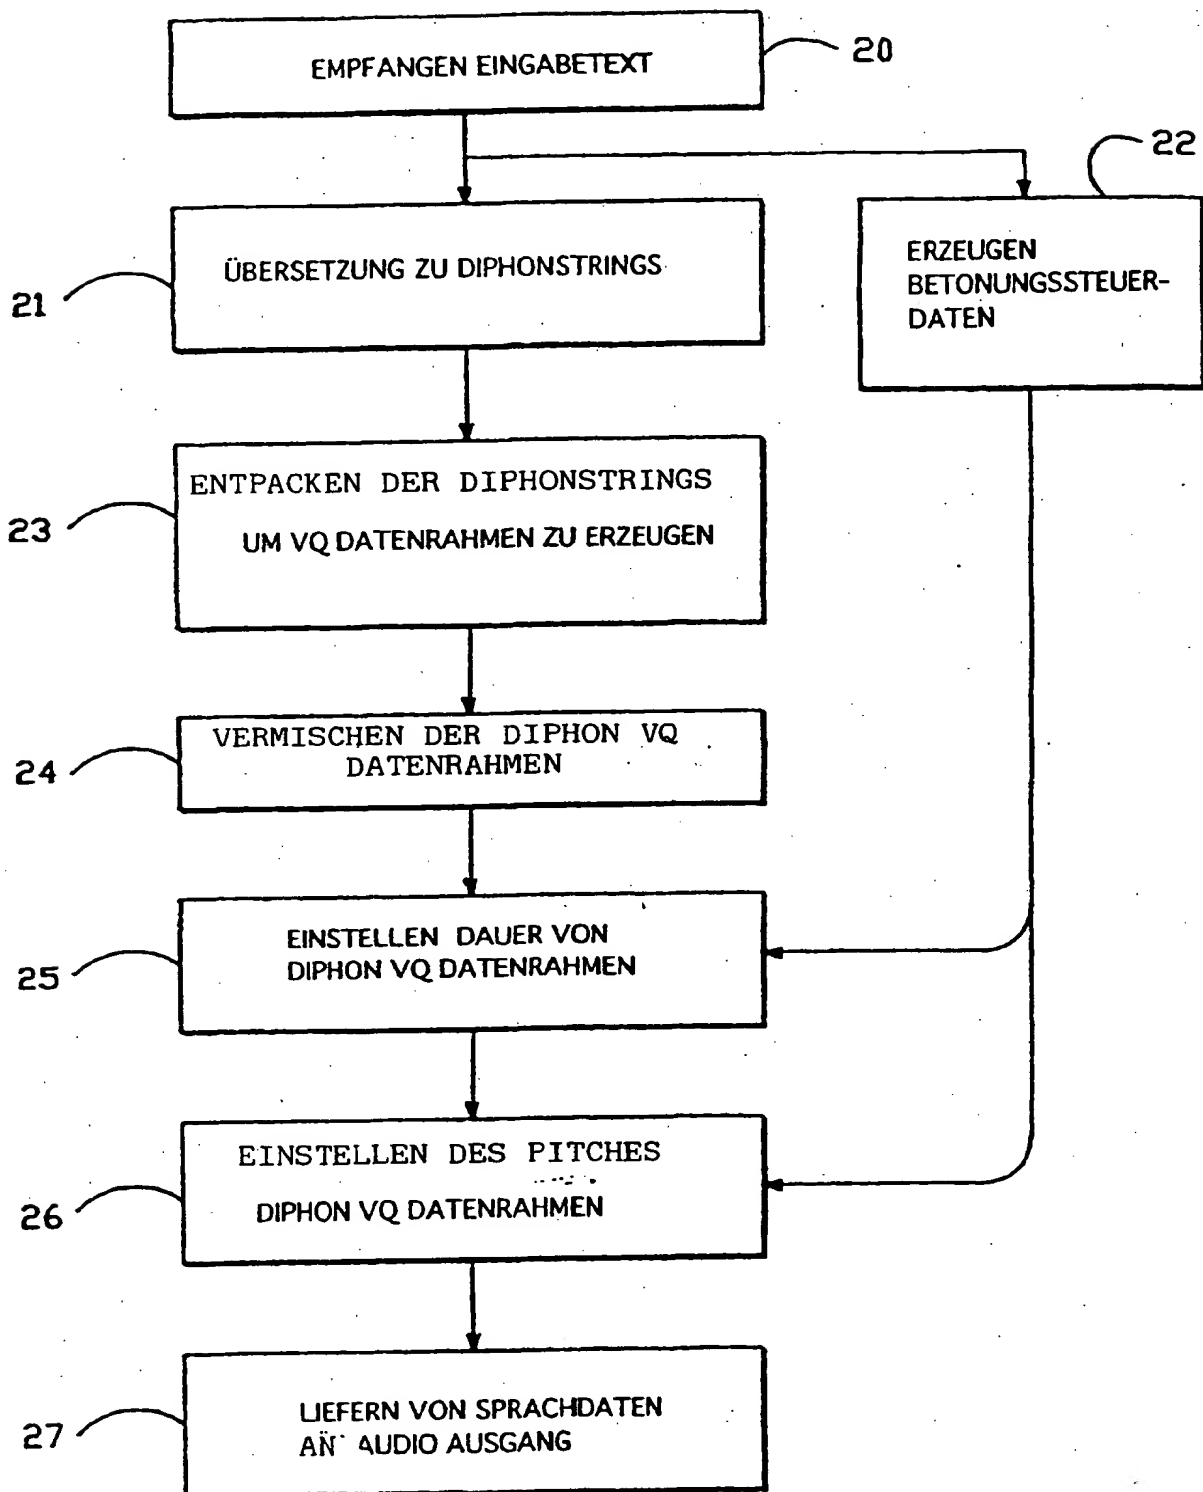 EMPFANGEN EINGABETEXT
20
22
ÜBERSETZUNG ZU DIPHONSTRINGS
21
ERZEUGEN
BETONUNGSSTEUER-
DATEN
ENTPACKEN DER DIPHONSTRINGS
UM VQ DATENRAHMEN ZU ERZEUGEN
23
VERMISCHEN DER DIPHON VQ
DATENRAHMEN
24
EINSTELLEN DAUER VON
DIPHON VQ DATENRAHMEN
25
EINSTELLEN DES PITCHES
DIPHON VQ DATENRAHMEN
26
LIEFERN VON SPRACHDATEN
AN AUDIO AUSGANG
27